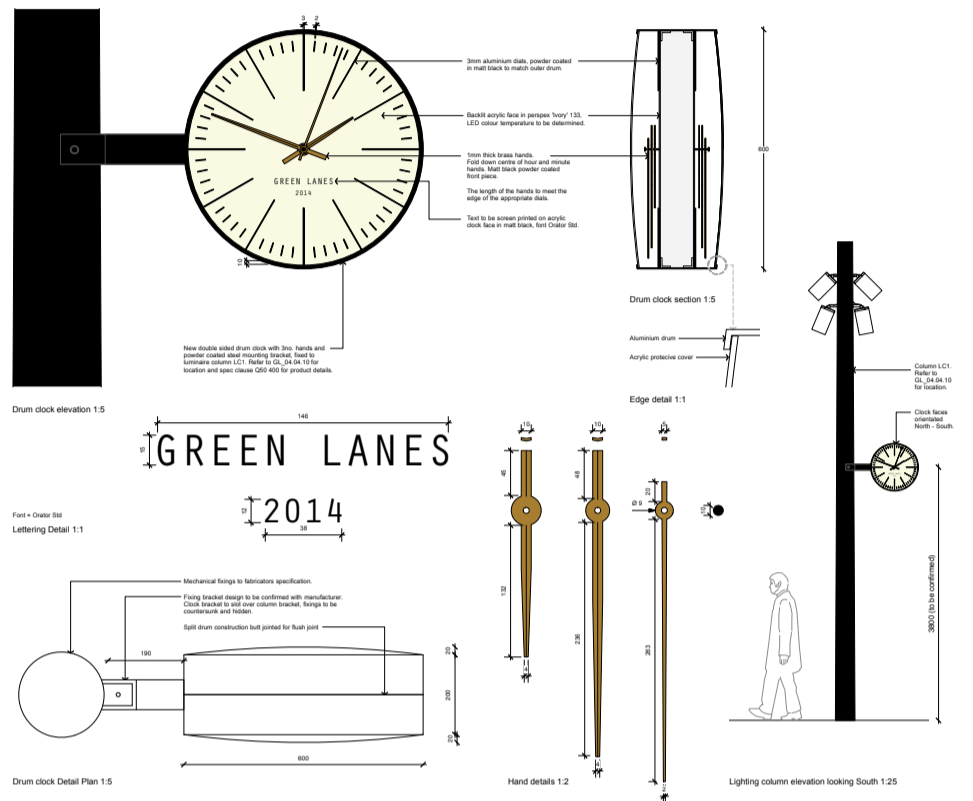 3
2
3mm aluminium dials, powder coated
in matt black to match outer drum.
Backlit acrylic face in perspex 'Ivory' 133,
LED colour temperature to be determined.
1mm thick brass hands.
Fold down centre of hour and minute
hands. Matt black powder coated
front piece.
The length of the hands to meet the
edge of the appropriate dials.
Text to be screen printed on acrylic
clock face in matt black, font Orator Std.
GREEN LANES
2014
10
600
Drum clock section 1:5
New double sided drum clock with 3no. hands and
powder coated steel mounting bracket, fixed to
luminaire column LC1. Refer to GL_04.04.10 for
location and spec clause Q50 400 for product details.
Drum clock elevation 1:5
Aluminium drum
Acrylic protecive cover
Edge detail 1:1
Column LC1.
Refer to
GL_04.04.10
for location.
Clock faces
orientated
North - South.
146
15
GREEN LANES
12
2014
38
Font = Orator Std
Lettering Detail 1:1
10
10
5
45
48
20
Ø 9
10
132
236
263
4
4
2
Hand details 1:2
Mechanical fixings to fabricators specification.
Fixing bracket design to be confirmed with manufacturer.
Clock bracket to slot over column bracket, fixings to be
countersunk and hidden.
Split drum construction butt jointed for flush joint
190
20
200
20
600
Drum clock Detail Plan 1:5
3800 (to be confirmed)
Lighting column elevation looking South 1:25